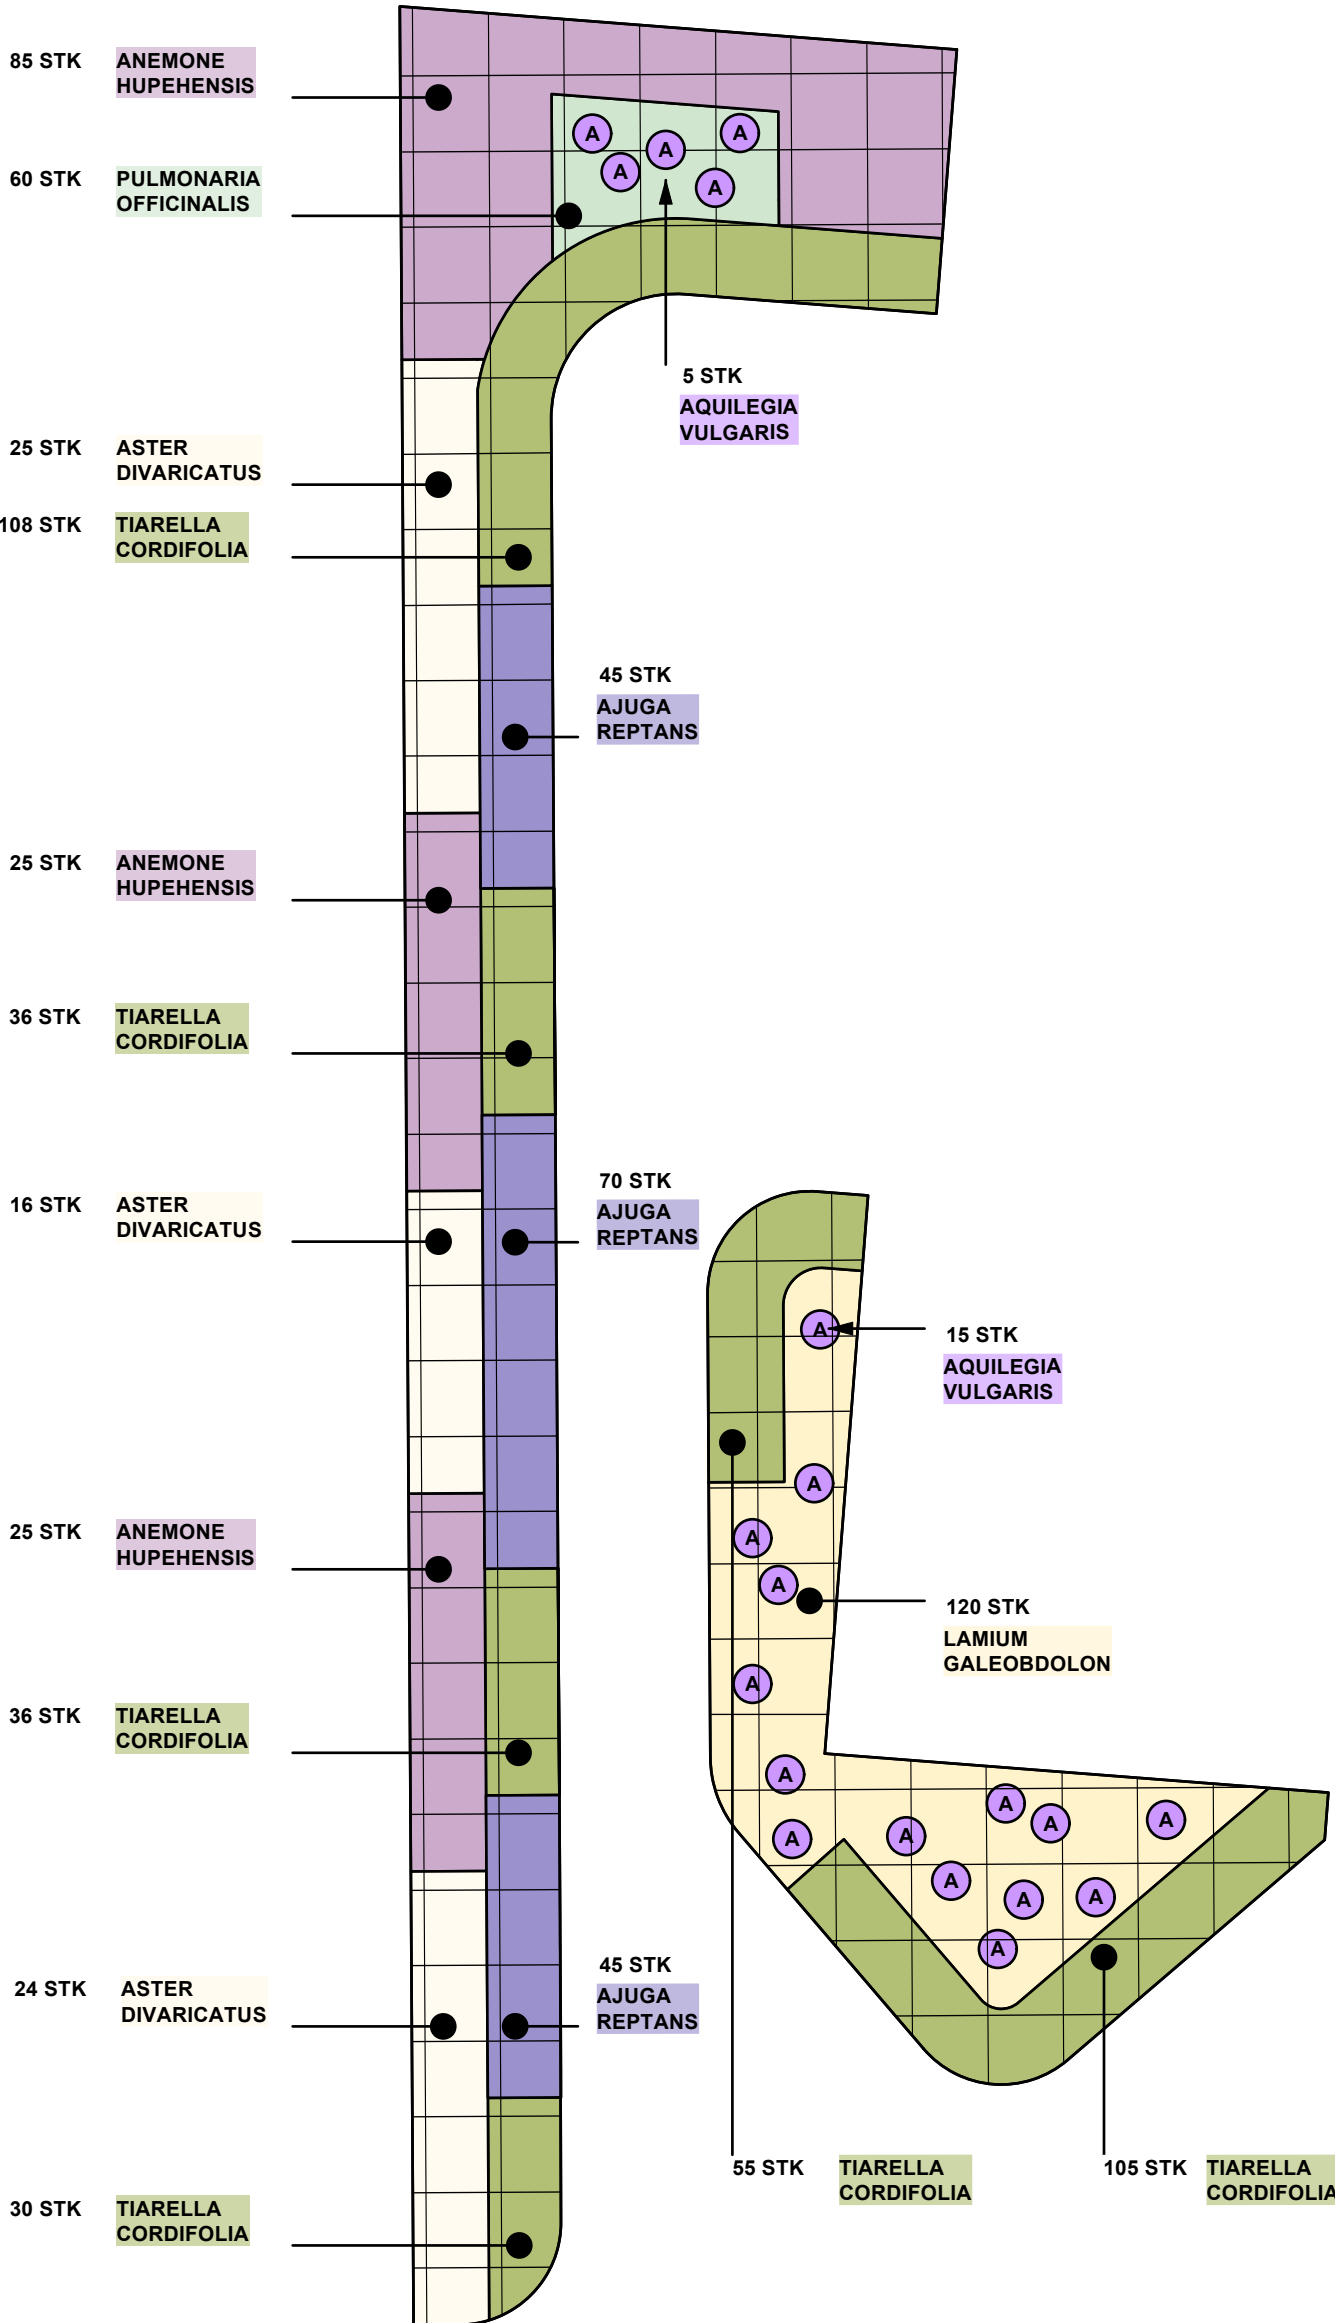 85 STK ANEMONE
HUPEHENSIS
A
A
A
A
A
60 STK PULMONARIA
OFFICINALIS
5 STK
AQUILEGIA
VULGARIS
25 STK ASTER
DIVARICATUS
108 STK TIARELLA
CORDIFOLIA
45 STK
AJUGA
REPTANS
25 STK ANEMONE
HUPEHENSIS
36 STK TIARELLA
CORDIFOLIA
16 STK ASTER
DIVARICATUS
70 STK
AJUGA
REPTANS
A
15 STK
AQUILEGIA
VULGARIS
A
25 STK ANEMONE
HUPEHENSIS
A
A
120 STK
LAMIUM
GALEOBDOLON
A
36 STK TIARELLA
CORDIFOLIA
A
A
A
A
A
A
A
A
A
A
24 STK ASTER
DIVARICATUS
45 STK
AJUGA
REPTANS
55 STK TIARELLA
CORDIFOLIA
105 STK TIARELLA
CORDIFOLIA
30 STK TIARELLA
CORDIFOLIA